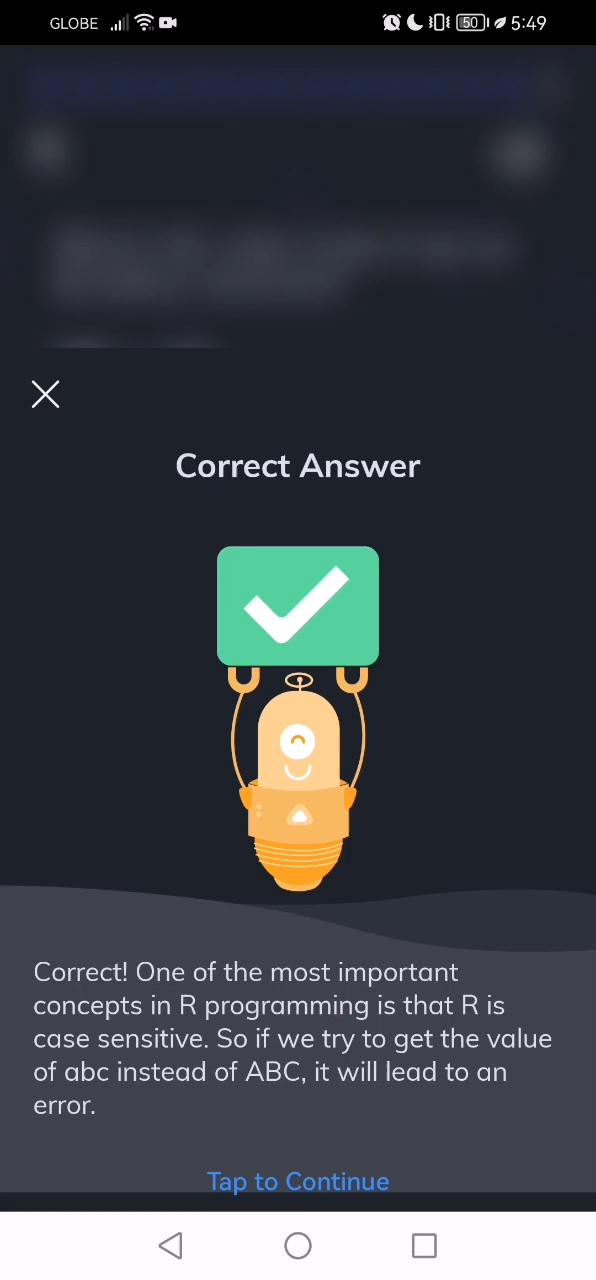 GLOBE 50 5:49
Correct Answer
Correct! One of the most important
concepts in R programming is that R is
case sensitive. So if we try to get the value
of abc instead of ABC, it will lead to an
error.
Tap to Continue